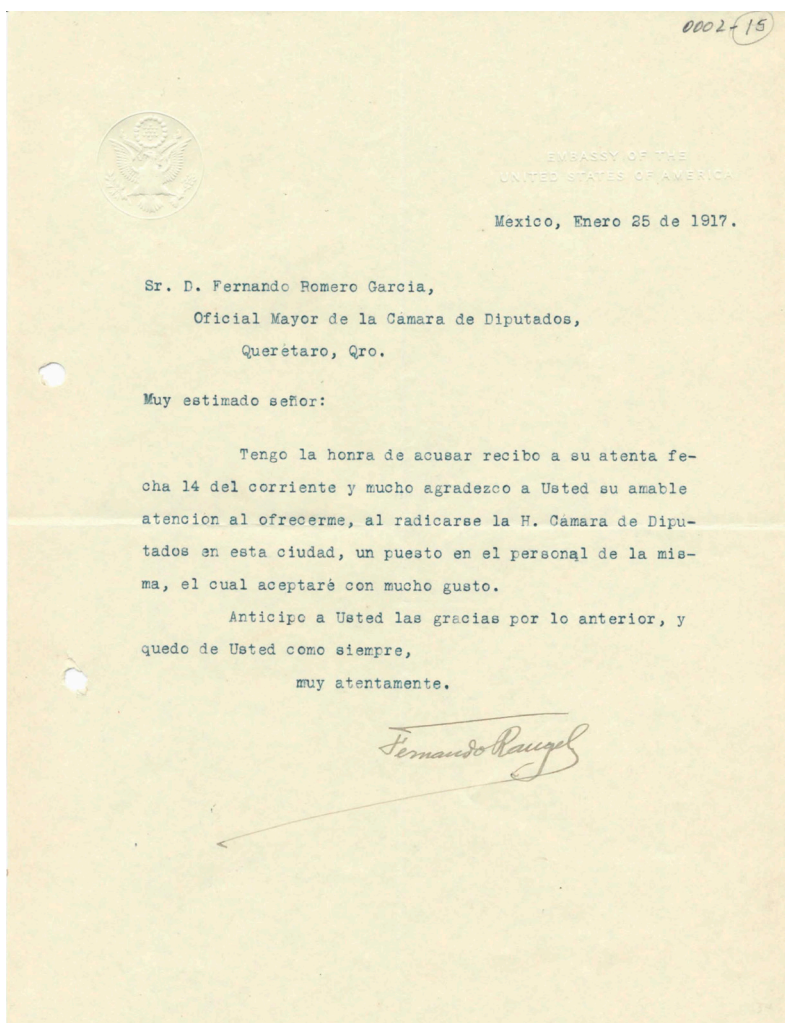 0002-15
EMBASSY OF THE
UNITED STATES OF AMERICA
Mexico, Enero 25 de 1917.
Sr. D. Fernando Romero Garcia,
Oficial Mayor de la Cámara de Diputados,
Querétaro, Qro.
Muy estimado señor:
Tengo la honra de acusar recibo a su atenta fe-
cha 14 del corriente y mucho agradezco a Usted su amable
atencion al ofrecerme, al radicarse la H. Cámara de Dipu-
tados en esta ciudad, un puesto en el personal de la mis-
ma, el cual aceptaré con mucho gusto.
Anticipo a Usted las gracias por lo anterior, y
quedo de Usted como siempre,
muy atentamente.
Fernando Rangel